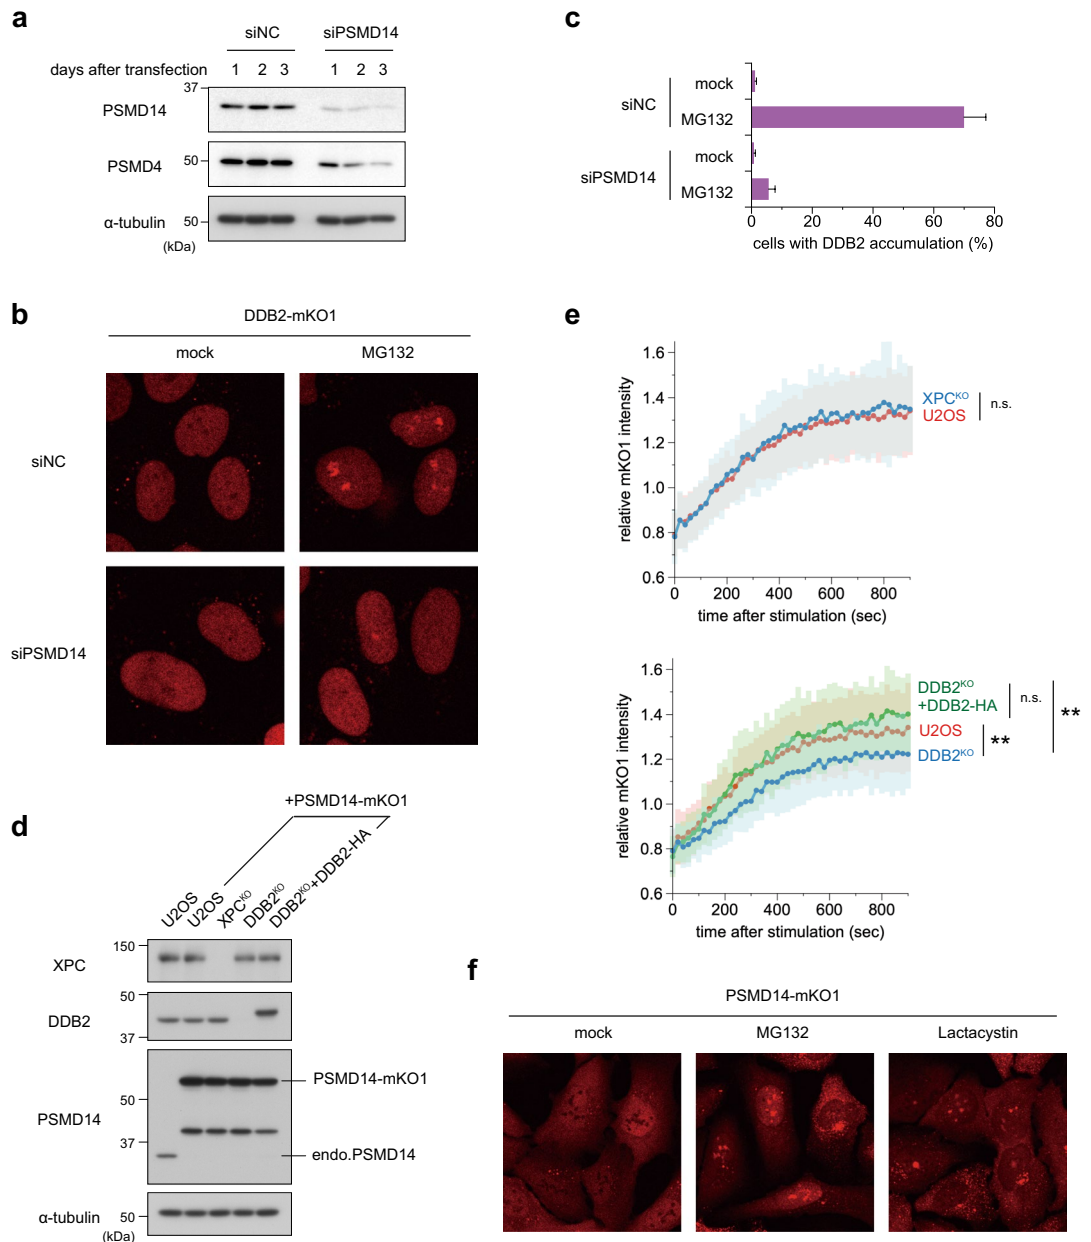 a
siNC siPSMD14
days after transfection 1 2 3 1 2 3
37
PSMD14
PSMD4 50
α-tubulin 50
(kDa)
c
siNC mock
MG132
siPSMD14 mock
MG132
0 20 40 60 80
cells with DDB2 accumulation (%)
b
DDB2-mKO1
mock MG132
siNC
siPSMD14
e
relative mKO1 intensity
1.6
1.4
1.2
1.0
0.8
0.6
XPCKO
U2OS
n.s.
0 200 400 600 800
time after stimulation (sec)
relative mKO1 intensity
1.6
1.4
1.2
1.0
0.8
0.6
DDB2KO
+DDB2-HA
U2OS
DDB2KO
n.s.
**
**
0 200 400 600 800
time after stimulation (sec)
d
+PSMD14-mKO1
U2OS U2OS XPCKO DDB2KO DDB2KO+DDB2-HA
150
XPC
50
DDB2
37
PSMD14-mKO1
50
PSMD14
37
endo.PSMD14
α-tubulin 50
(kDa)
f
PSMD14-mKO1
mock MG132 Lactacystin